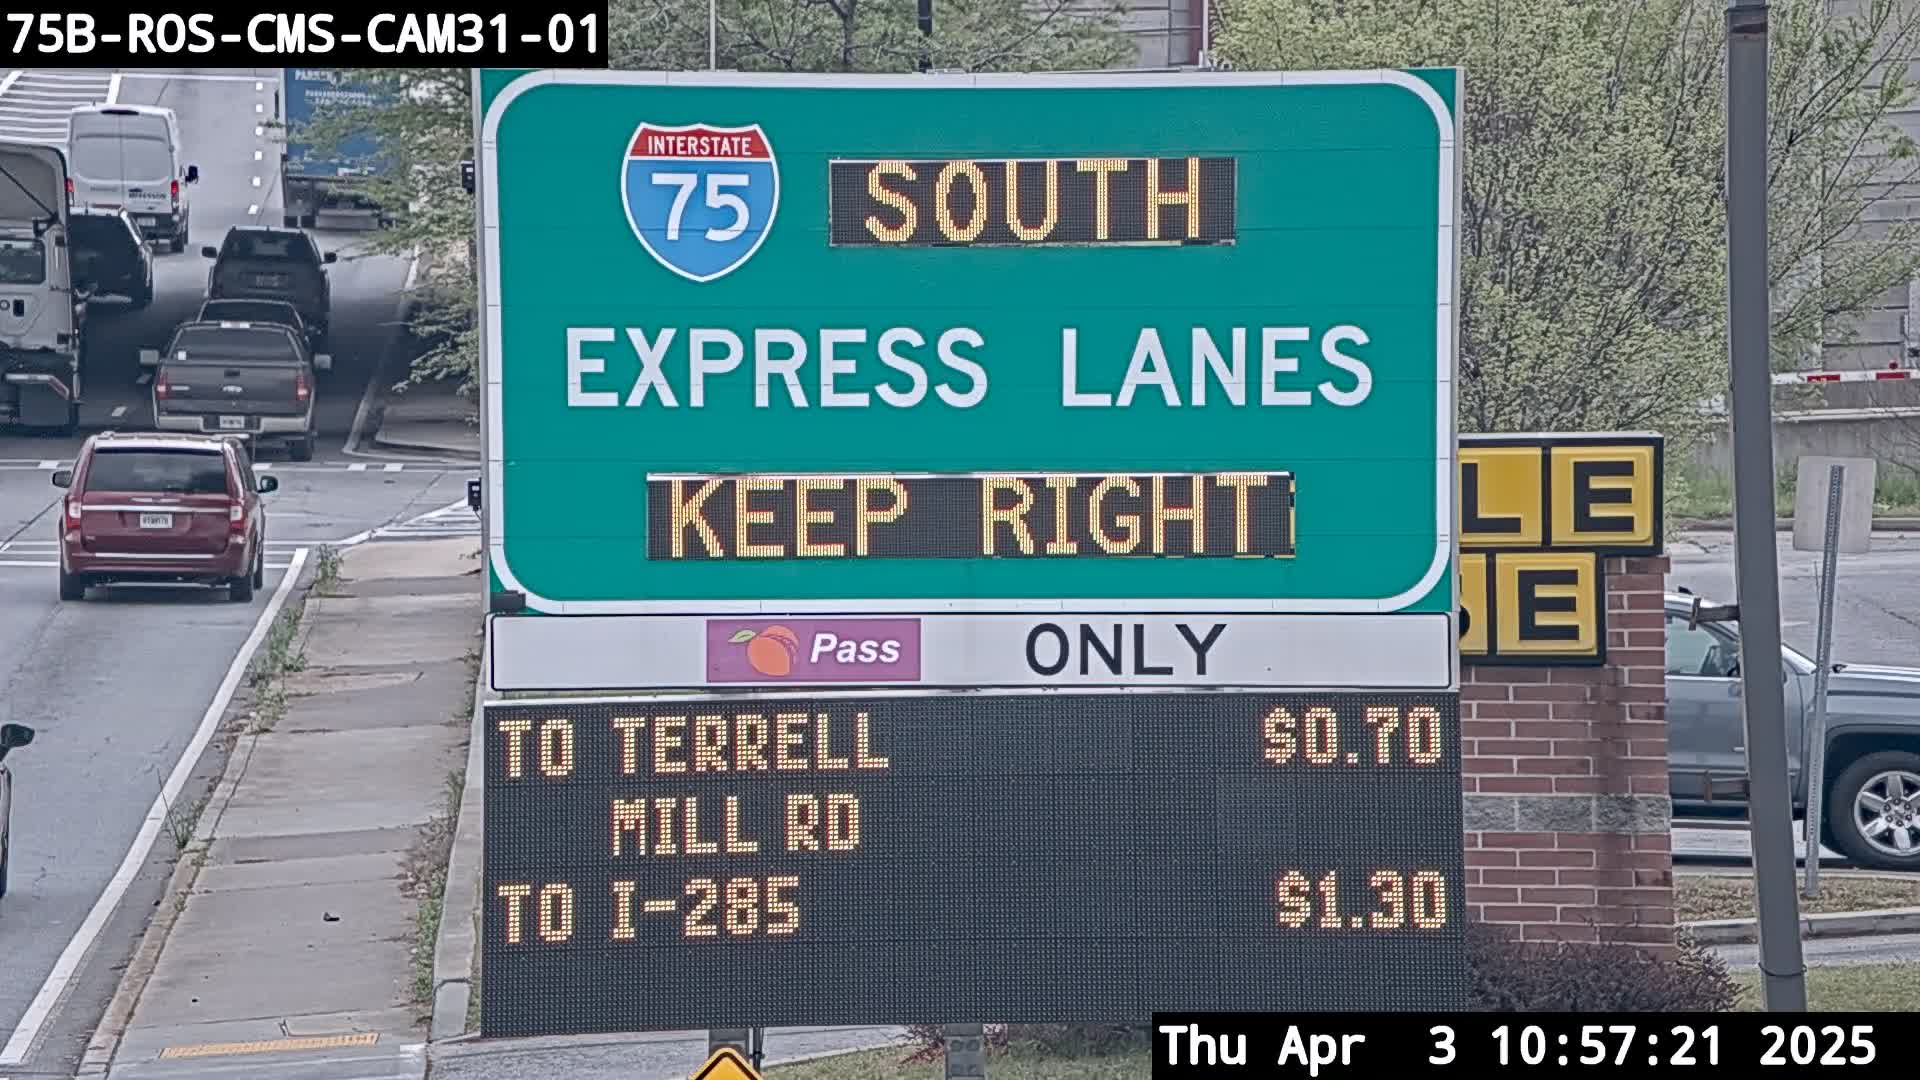 75B-ROS-CMS-CAM31-01
INTERSTATE
75
SOUTH
EXPRESS LANES
KEEP RIGHT
Pass ONLY
TO TERRELL $0.70
MILL RD
TO I-285 $1.30
LE
E
Thu Apr 3 10:57:21 2025